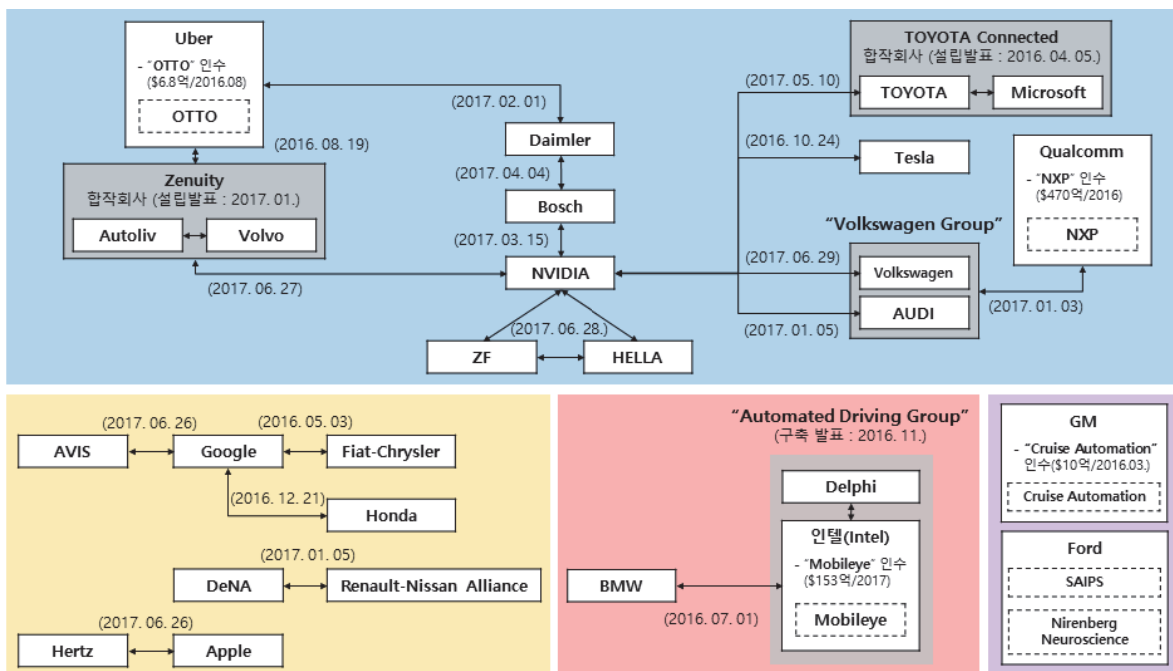 Uber
- “OTTO” 인수
($6.8억/2016.08)
OTTO
(2016. 08. 19)
Zenuity
합작회사 (설립발표 : 2017. 01.)
Autoliv
Volvo
(2017. 06. 27)
(2017. 02. 01)
Daimler
(2017. 04. 04)
Bosch
(2017. 03. 15)
NVIDIA
(2017. 06. 28.)
ZF
HELLA
TOYOTA Connected
합작회사 (설립발표 : 2016. 04. 05.)
(2017. 05. 10)
TOYOTA
Microsoft
(2016. 10. 24)
Tesla
“Volkswagen Group”
(2017. 06. 29)
Volkswagen
AUDI
(2017. 01. 05)
Qualcomm
- “NXP” 인수
($470억/2016)
NXP
(2017. 01. 03)
(2017. 06. 26)
(2016. 05. 03)
AVIS
Google
Fiat-Chrysler
(2016. 12. 21)
Honda
(2017. 01. 05)
DeNA
Renault-Nissan Alliance
(2017. 06. 26)
Hertz
Apple
“Automated Driving Group”
(구축 발표 : 2016. 11.)
Delphi
인텔(Intel)
- “Mobileye” 인수
($153억/2017)
Mobileye
BMW
(2016. 07. 01)
GM
- “Cruise Automation”
인수($10억/2016.03.)
Cruise Automation
Ford
SAIPS
Nirenberg
Neuroscience